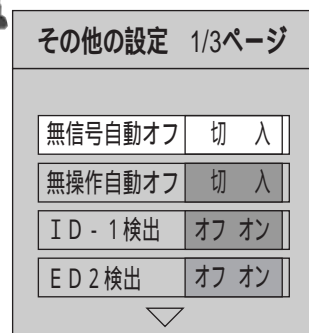 その他の設定 1/3ページ
無信号自動オフ 切 入
無操作自動オフ 切 入
ID-1検出 オフ オン
ED2検出 オフ オン